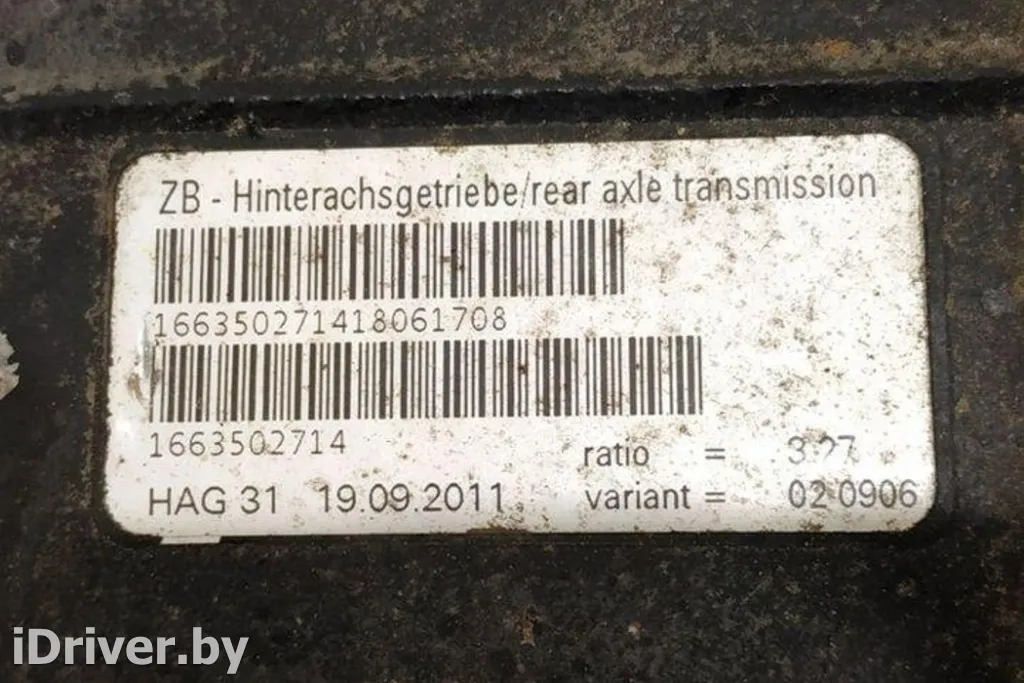 ZB - Hinterachsgetriebe/rear axle transmission
166350271418061708
1663502714
ratio = 3.27
HAG 31 19.09.2011 variant = 02 0906
iDriver.by